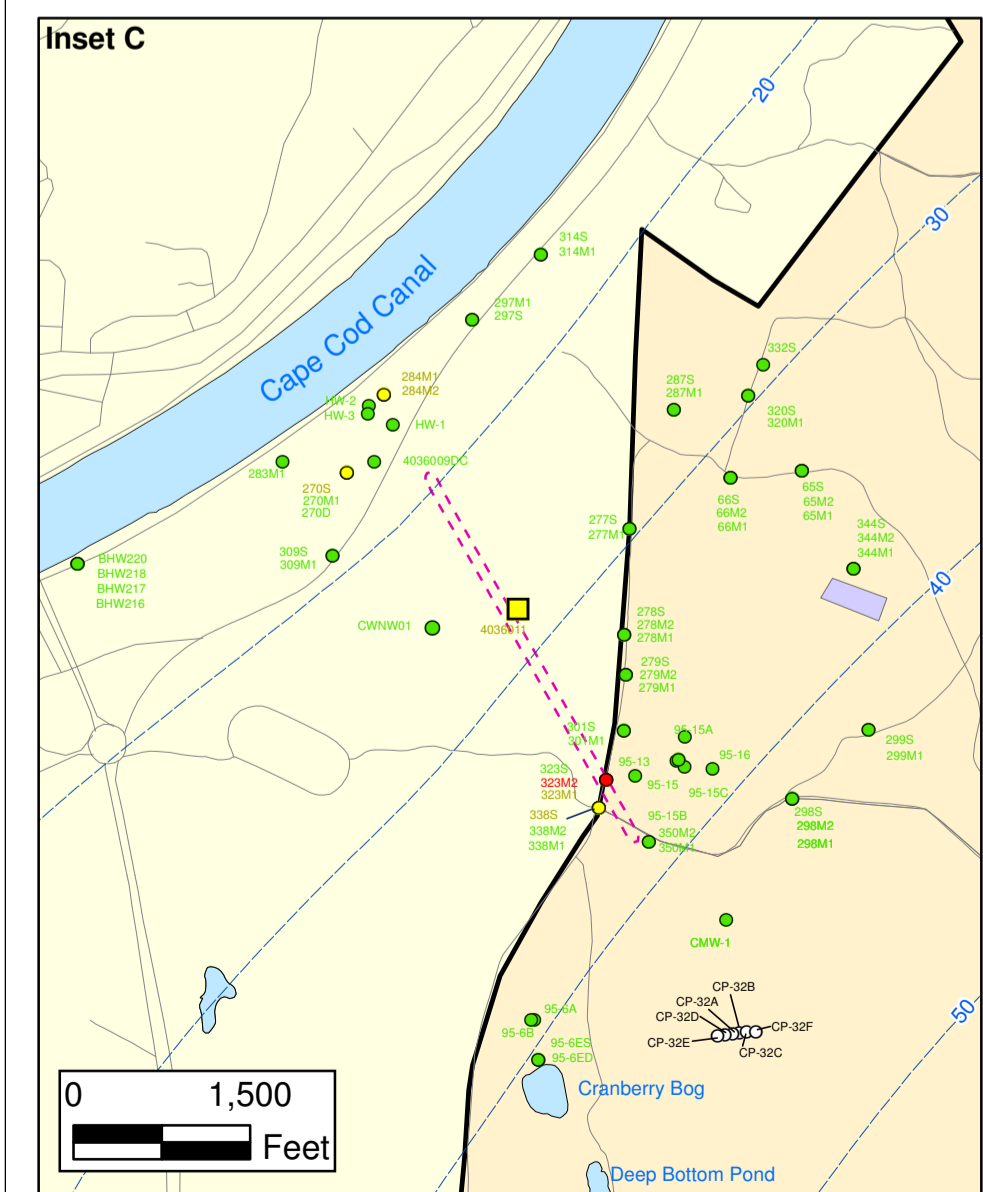 Inset C
20
30
314S
314M1
Cape Cod Canal
297M1
297S
332S
284M1
284M2
287S
287M1
HW-2
HW-3
HW-1
320S
320M1
283M1
4036009DC
270S
270M1
270D
66S
66M2
66M1
65S
65M2
65M1
277S
277M1
344S
344M2
344M1
309S
309M1
BHW220
BHW218
BHW217
BHW216
40
CWNW01
4036011
278S
278M2
278M1
279S
279M2
279M1
301S
301M1
95-15A
299S
299M1
95-13
95-16
323S
323M2
323M1
95-15
95-15C
338S
338M2
338M1
95-15B
350M2
350M1
298S
298M2
298M1
CMW-1
CP-32B
CP-32A
CP-32D
CP-32F
CP-32E
CP-32C
50
95-6A
95-6B
95-6ES
95-6ED
Cranberry Bog
0 1,500
Feet
Deep Bottom Pond